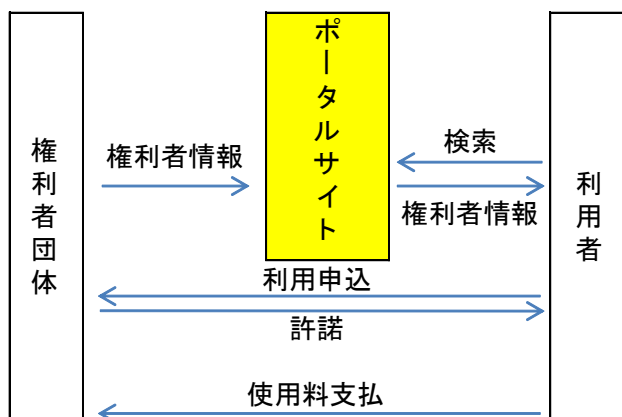 ポータルサイト
権利者団体
権利者情報
検索
権利者情報
利用者
利用申込
許諾
使用料支払